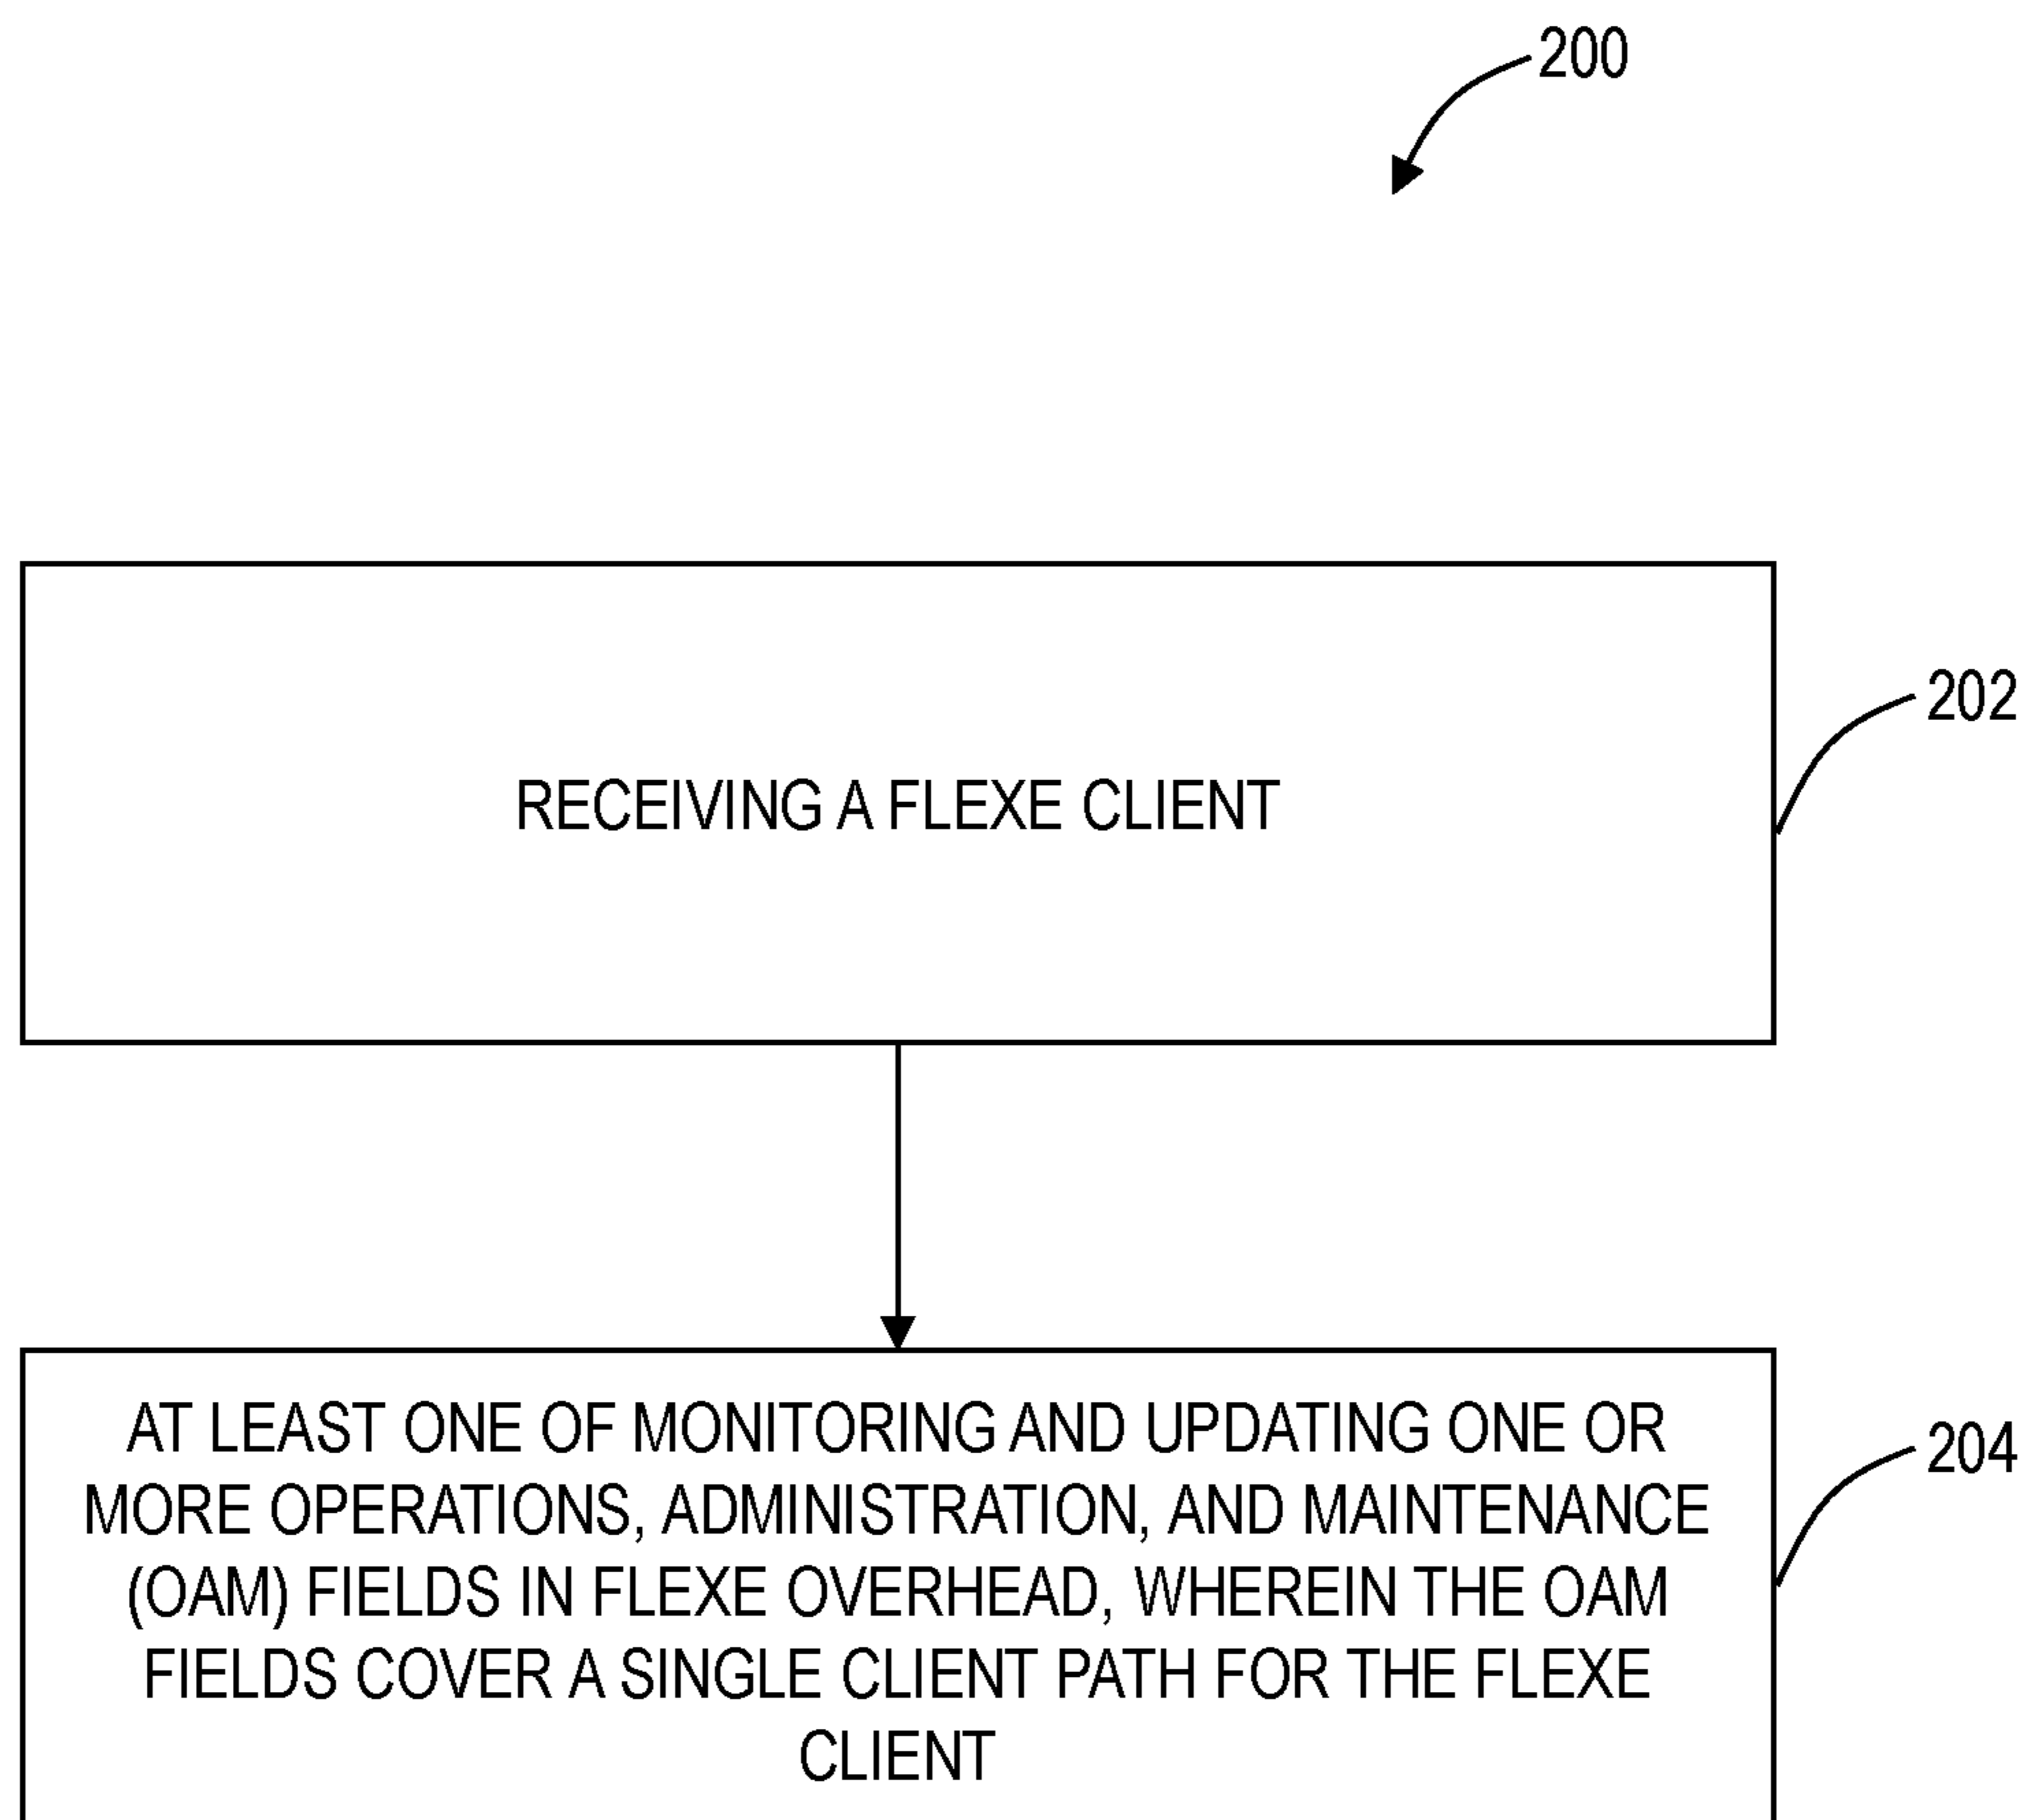 200
RECEIVING A FLEXE CLIENT
202
AT LEAST ONE OF MONITORING AND UPDATING ONE OR
MORE OPERATIONS, ADMINISTRATION, AND MAINTENANCE
(OAM) FIELDS IN FLEXE OVERHEAD, WHEREIN THE OAM
FIELDS COVER A SINGLE CLIENT PATH FOR THE FLEXE
CLIENT
204